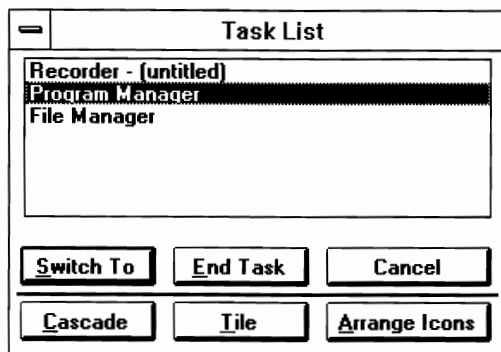 Task List
Recorder - (untitled)
Program Manager
File Manager
Switch To End Task Cancel
Cascade Tile Arrange Icons